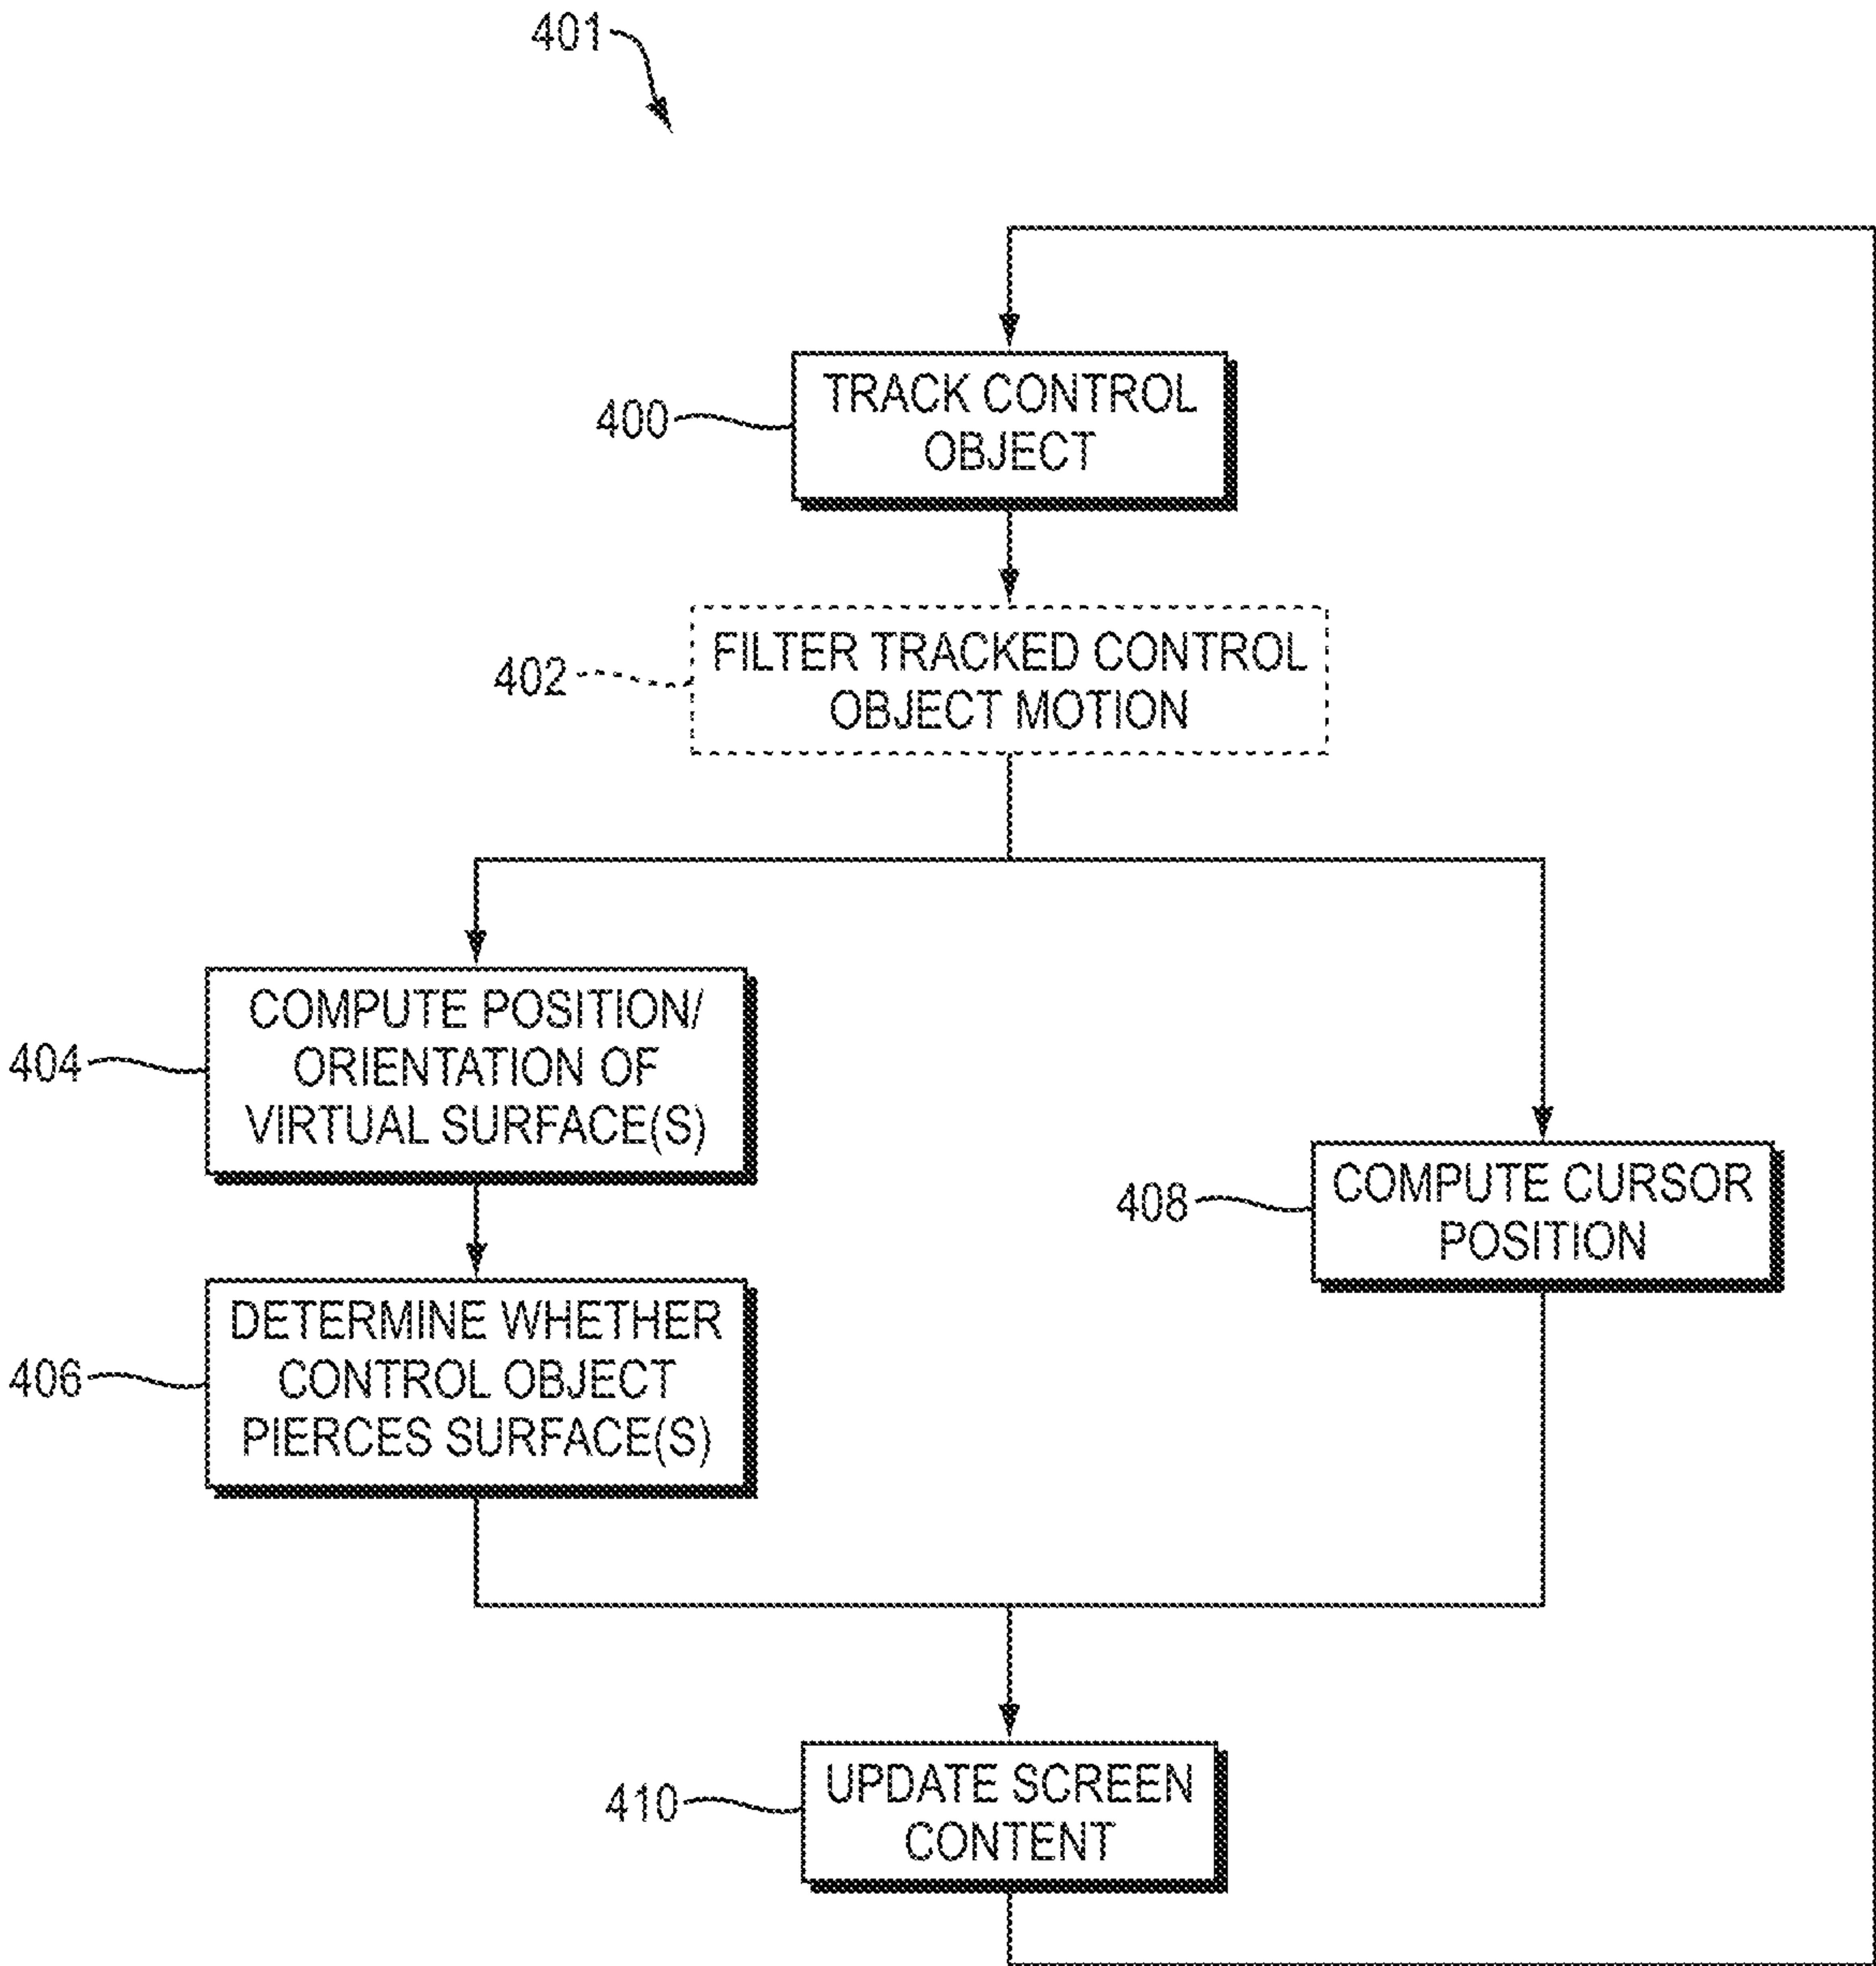 401
400
TRACK CONTROL
OBJECT
402
FILTER TRACKED CONTROL
OBJECT MOTION
404
COMPUTE POSITION/
ORIENTATION OF
VIRTUAL SURFACE(S)
408
COMPUTE CURSOR
POSITION
406
DETERMINE WHETHER
CONTROL OBJECT
PIERCES SURFACE(S)
410
UPDATE SCREEN
CONTENT